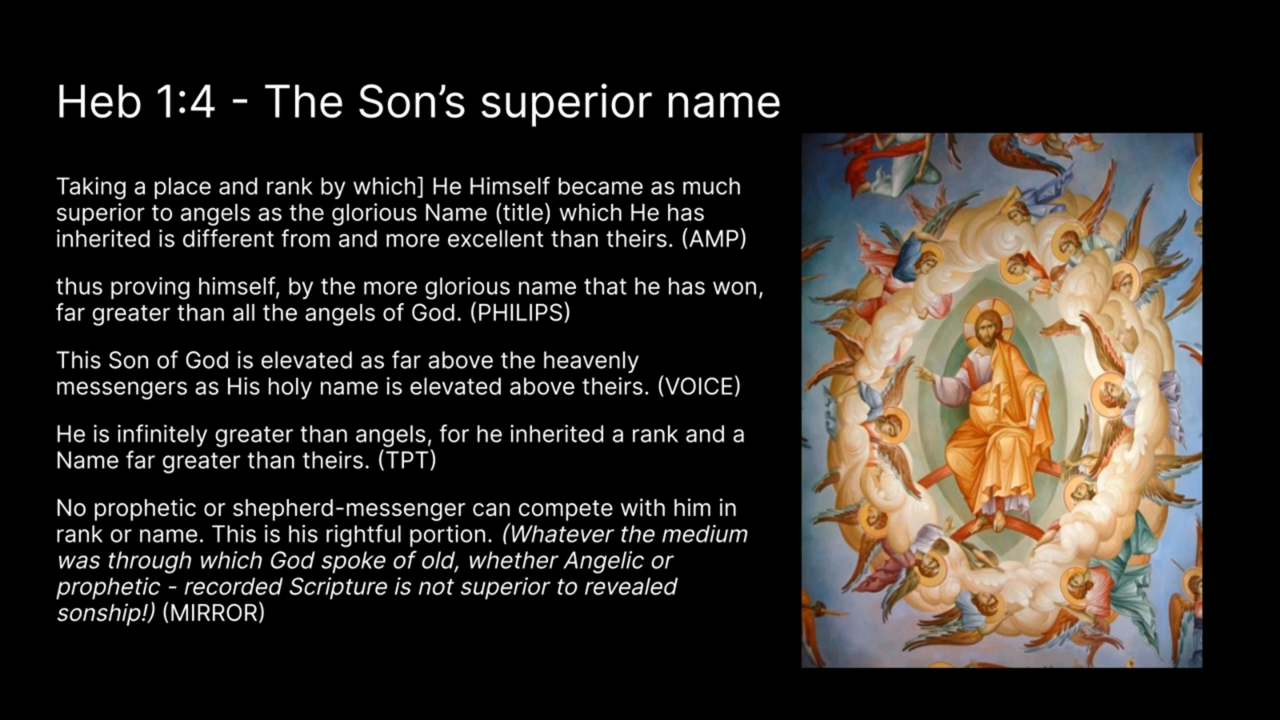 Heb 1:4 - The Son’s superior name
Taking a place and rank by which] He Himself became as much
superior to angels as the glorious Name (title) which He has
inherited is different from and more excellent than theirs. (AMP)
thus proving himself, by the more glorious name that he has won,
far greater than all the angels of God. (PHILIPS)
This Son of God is elevated as far above the heavenly
messengers as His holy name is elevated above theirs. (VOICE)
He is infinitely greater than angels, for he inherited a rank and a
Name far greater than theirs. (TPT)
No prophetic or shepherd-messenger can compete with him in
rank or name. This is his rightful portion. (Whatever the medium
was through which God spoke of old, whether Angelic or
prophetic - recorded Scripture is not superior to revealed
sonship!) (MIRROR)